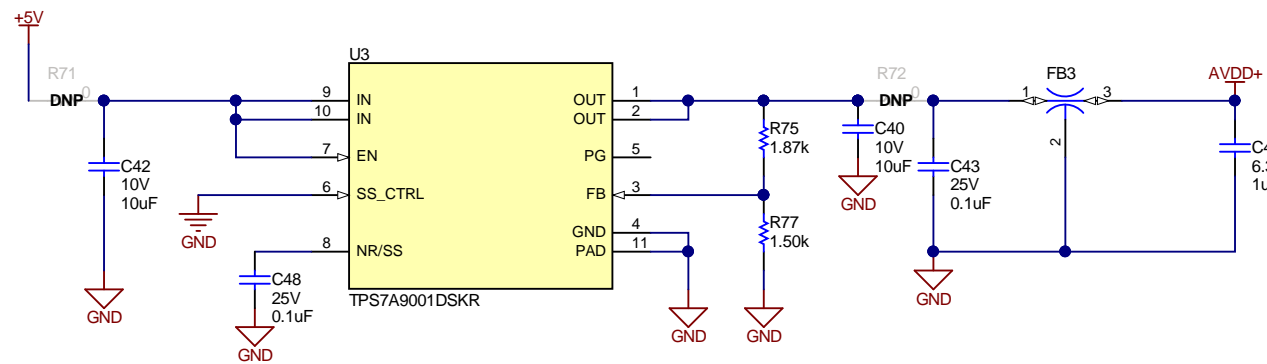 +5V
R71
0
DNP
C42
10V
10uF
GND
GND
C48
25V
0.1uF
GND
U3
9
IN
10
IN
7
EN
6
SS_CTRL
8
NR/SS
OUT
1
OUT
2
PG
5
FB
3
GND
4
PAD
11
TPS7A9001DSKR
GND
R75
1.87k
R77
1.50k
GND
C40
10V
10uF
GND
R72
0
DNP
C43
25V
0.1uF
GND
FB3
1
3
2
AVDD+